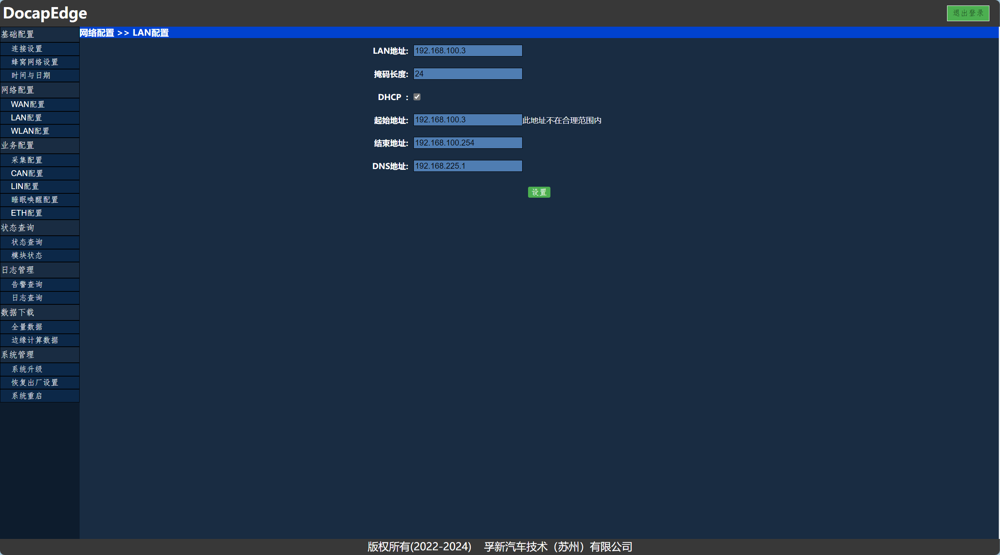 DocapEdge
退出登录
基础配置
连接设置
蜂窝网络设置
时间与日期
网络配置
WAN配置
LAN配置
WLAN配置
业务配置
采集配置
CAN配置
LIN配置
睡眠唤醒配置
ETH配置
状态查询
状态查询
模块状态
日志管理
告警查询
日志查询
数据下载
全量数据
边缘计算数据
系统管理
系统升级
恢复出厂设置
系统重启
网络配置 >> LAN配置
LAN地址: 192.168.100.3
掩码长度: 24
DHCP :
起始地址: 192.168.100.3 此地址不在合理范围内
结束地址: 192.168.100.254
DNS地址: 192.168.225.1
设置
版权所有(2022-2024) 孚新汽车技术（苏州）有限公司